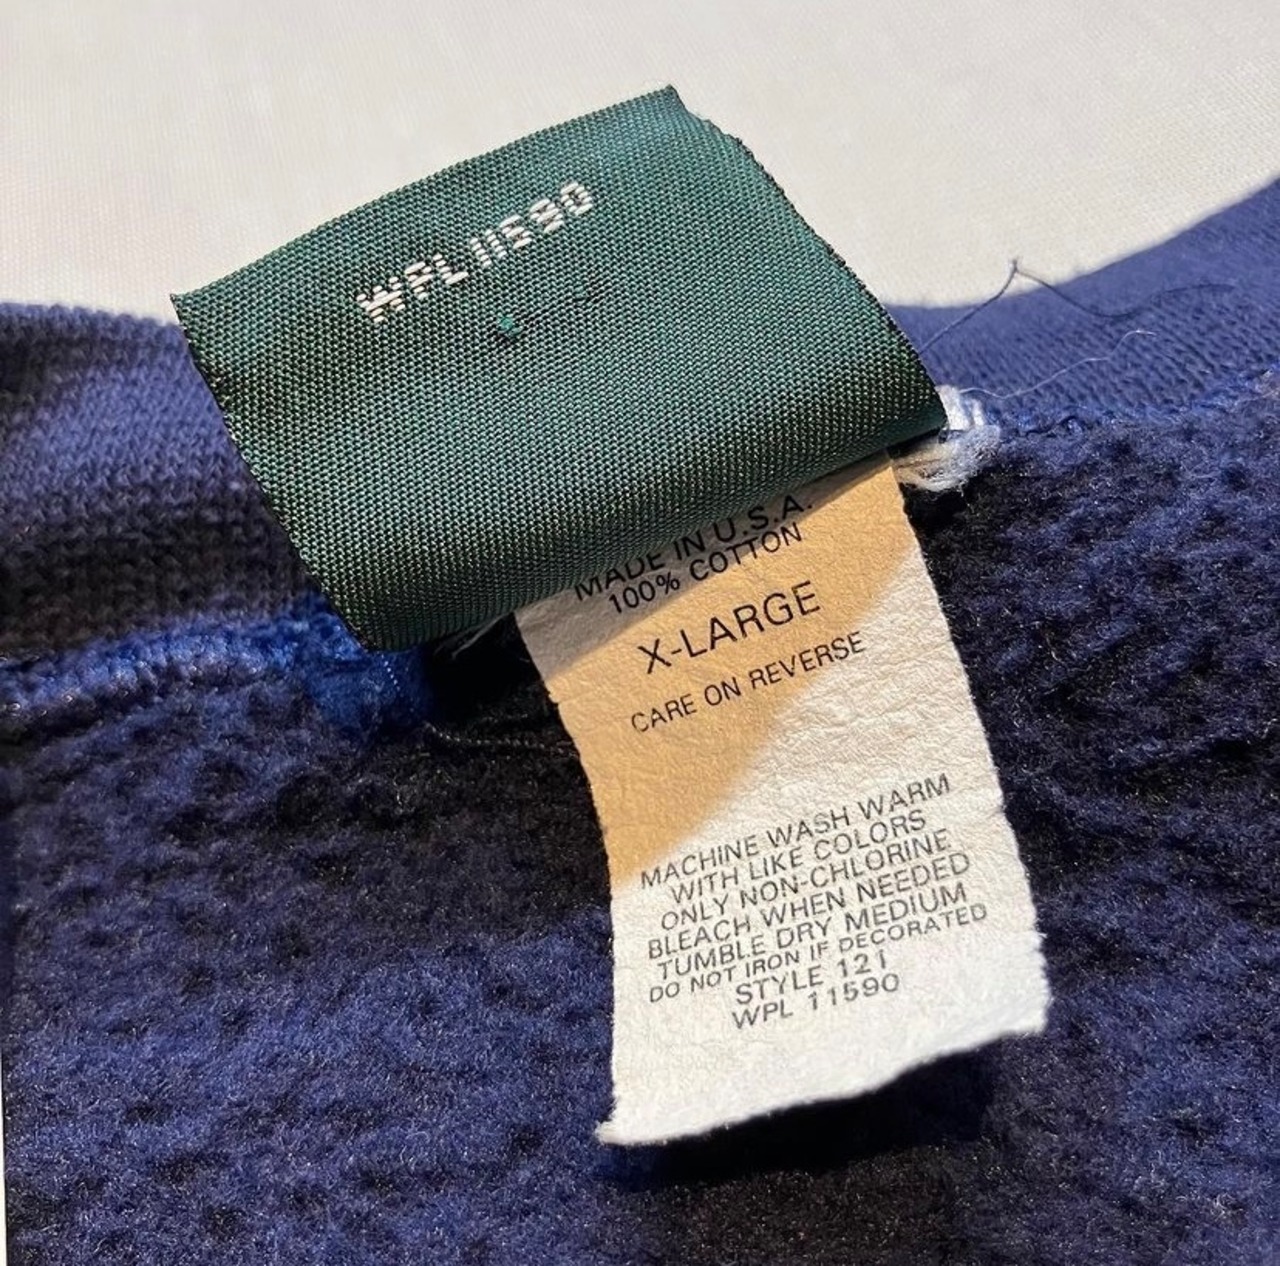 WPL 11590
MADE IN U.S.A.
100% COTTON
X-LARGE
CARE ON REVERSE
MACHINE WASH WARM
WITH LIKE COLORS
ONLY NON-CHLORINE
BLEACH WHEN NEEDED
TUMBLE DRY MEDIUM
DO NOT IRON IF DECORATED
STYLE 121
WPL 11590